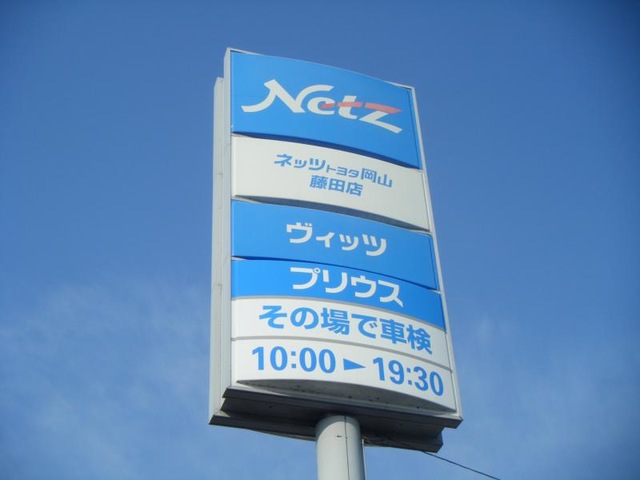 Netz
ネッツトヨタ岡山
藤田店
ヴィッツ
プリウス
その場で車検
10:00►19:30